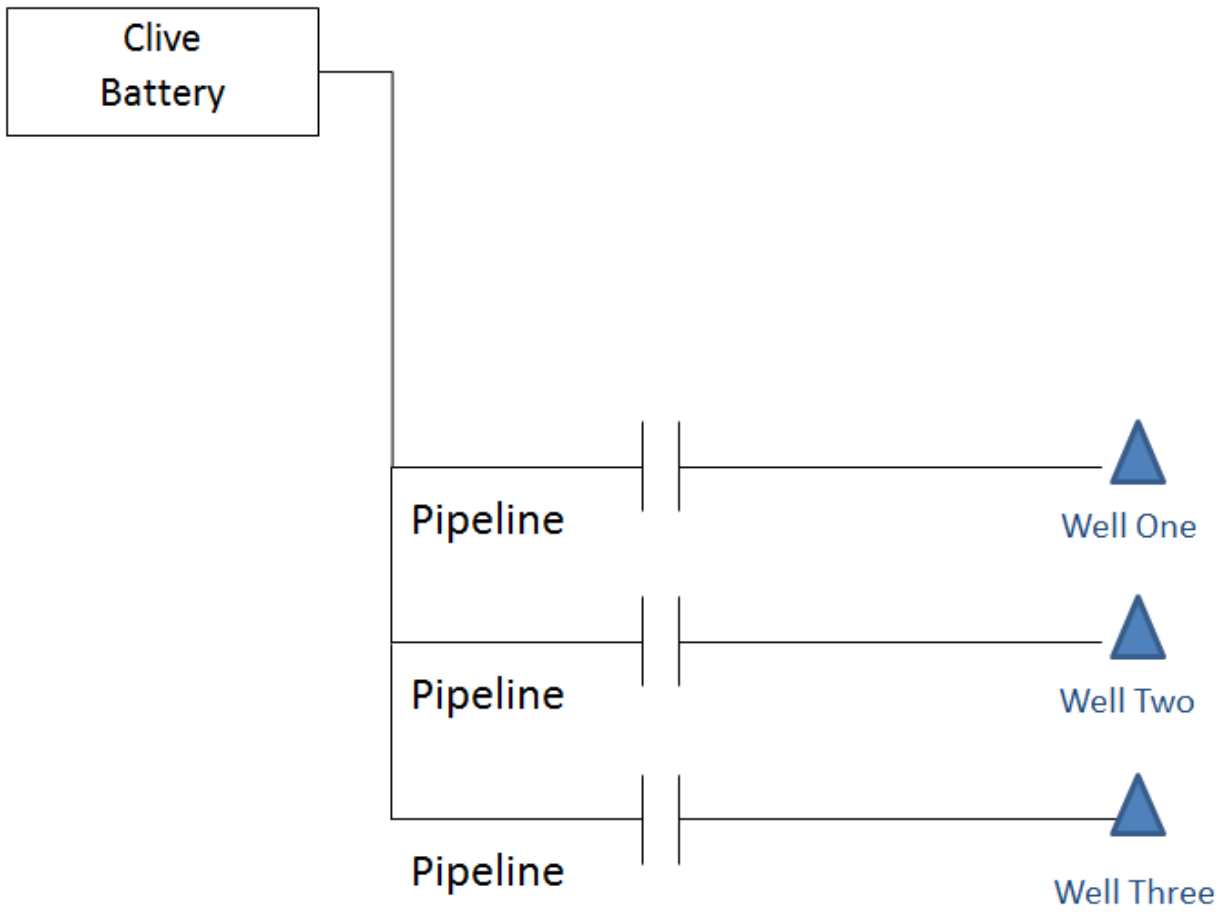 Clive
Battery
Pipeline
Well One
Pipeline
Well Two
Pipeline
Well Three